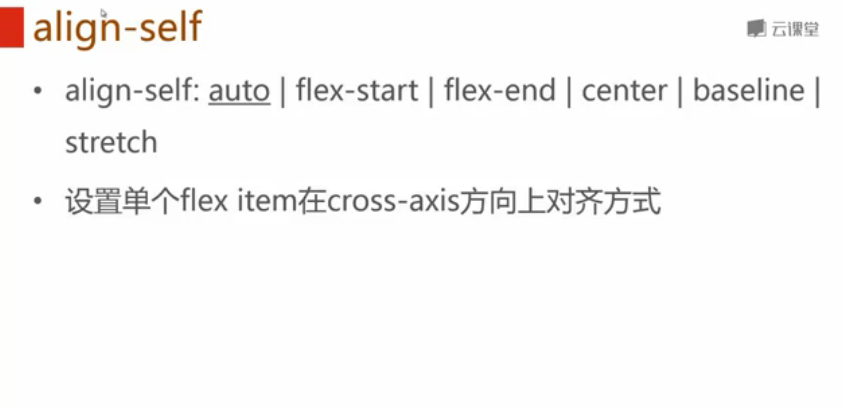 align-self
云课堂
• align-self: auto | flex-start | flex-end | center | baseline |
stretch
• 设置单个flex item在cross-axis方向上对齐方式